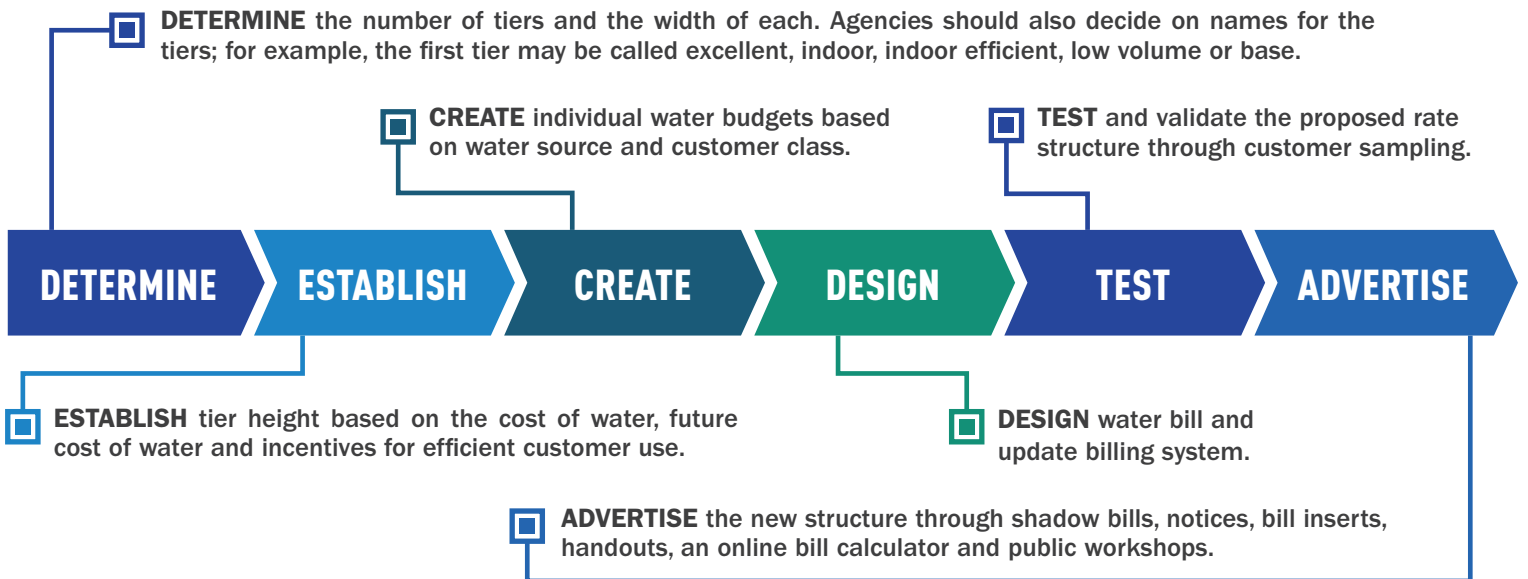 DETERMINE the number of tiers and the width of each. Agencies should also decide on names for the
tiers; for example, the first tier may be called excellent, indoor, indoor efficient, low volume or base.
CREATE individual water budgets based
on water source and customer class.
TEST and validate the proposed rate
structure through customer sampling.
DETERMINE
ESTABLISH
CREATE
DESIGN
TEST
ADVERTISE
ESTABLISH tier height based on the cost of water, future
cost of water and incentives for efficient customer use.
DESIGN water bill and
update billing system.
ADVERTISE the new structure through shadow bills, notices, bill inserts,
handouts, an online bill calculator and public workshops.